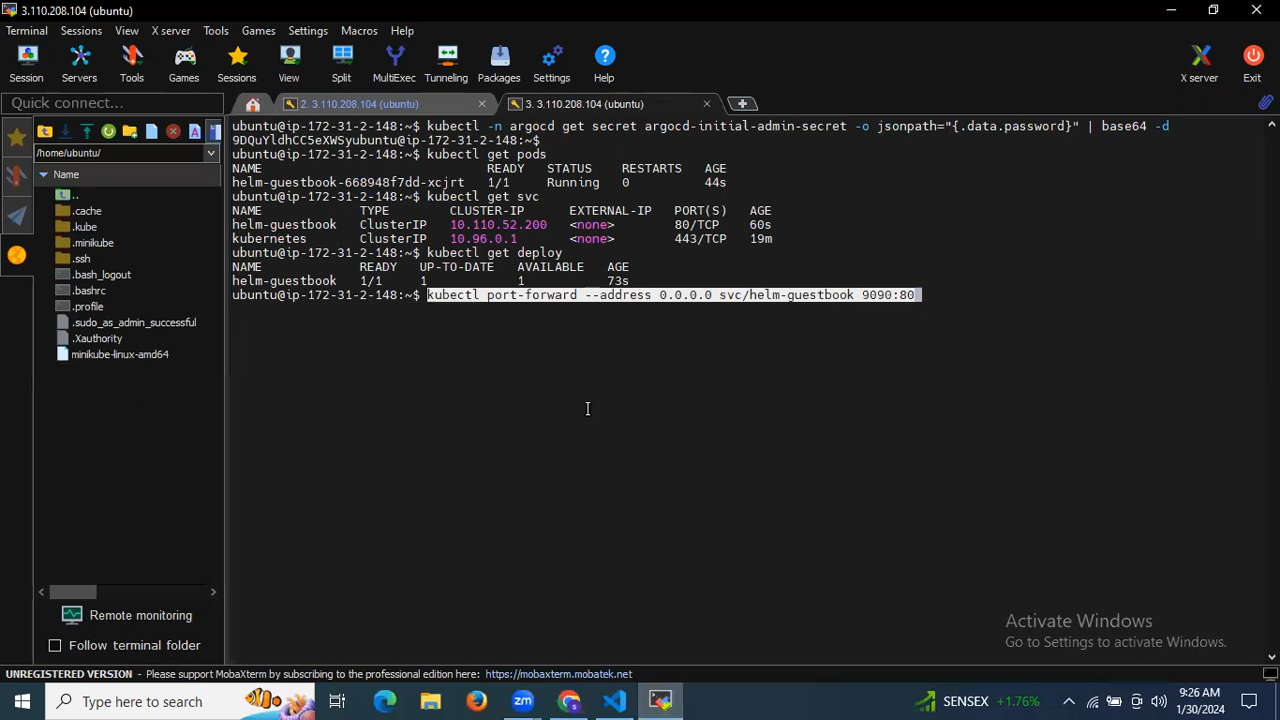 3.110.208.104 (ubuntu)
Terminal Sessions View X server Tools Games Settings Macros Help
Session Servers Tools Games Sessions View Split MultiExec Tunneling Packages Settings Help X server Exit
Quick connect...
2. 3.110.208.104 (ubuntu)
3. 3.110.208.104 (ubuntu)
/home/ubuntu/
Name
..
.cache
.kube
.minikube
.ssh
.bash_logout
.bashrc
.profile
.sudo_as_admin_successful
.Xauthority
minikube-linux-amd64
Remote monitoring
Follow terminal folder
ubuntu@ip-172-31-2-148:~$ kubectl -n argocd get secret argocd-initial-admin-secret -o jsonpath="{.data.password}" | base64 -d
9DQuYldhCC5eXWSyubuntu@ip-172-31-2-148:~$
ubuntu@ip-172-31-2-148:~$ kubectl get pods
NAME READY STATUS RESTARTS AGE
helm-guestbook-668948f7dd-xcjrt 1/1 Running 0 44s
ubuntu@ip-172-31-2-148:~$ kubectl get svc
NAME TYPE CLUSTER-IP EXTERNAL-IP PORT(S) AGE
helm-guestbook ClusterIP 10.110.52.200 <none> 80/TCP 60s
kubernetes ClusterIP 10.96.0.1 <none> 443/TCP 19m
ubuntu@ip-172-31-2-148:~$ kubectl get deploy
NAME READY UP-TO-DATE AVAILABLE AGE
helm-guestbook 1/1 1 1 73s
ubuntu@ip-172-31-2-148:~$ kubectl port-forward --address 0.0.0.0 svc/helm-guestbook 9090:80
Activate Windows
Go to Settings to activate Windows.
UNREGISTERED VERSION - Please support MobaXterm by subscribing to the professional edition here: https://mobaxterm.mobatek.net
Type here to search
zm
SENSEX +1.76%
9:26 AM
1/30/2024